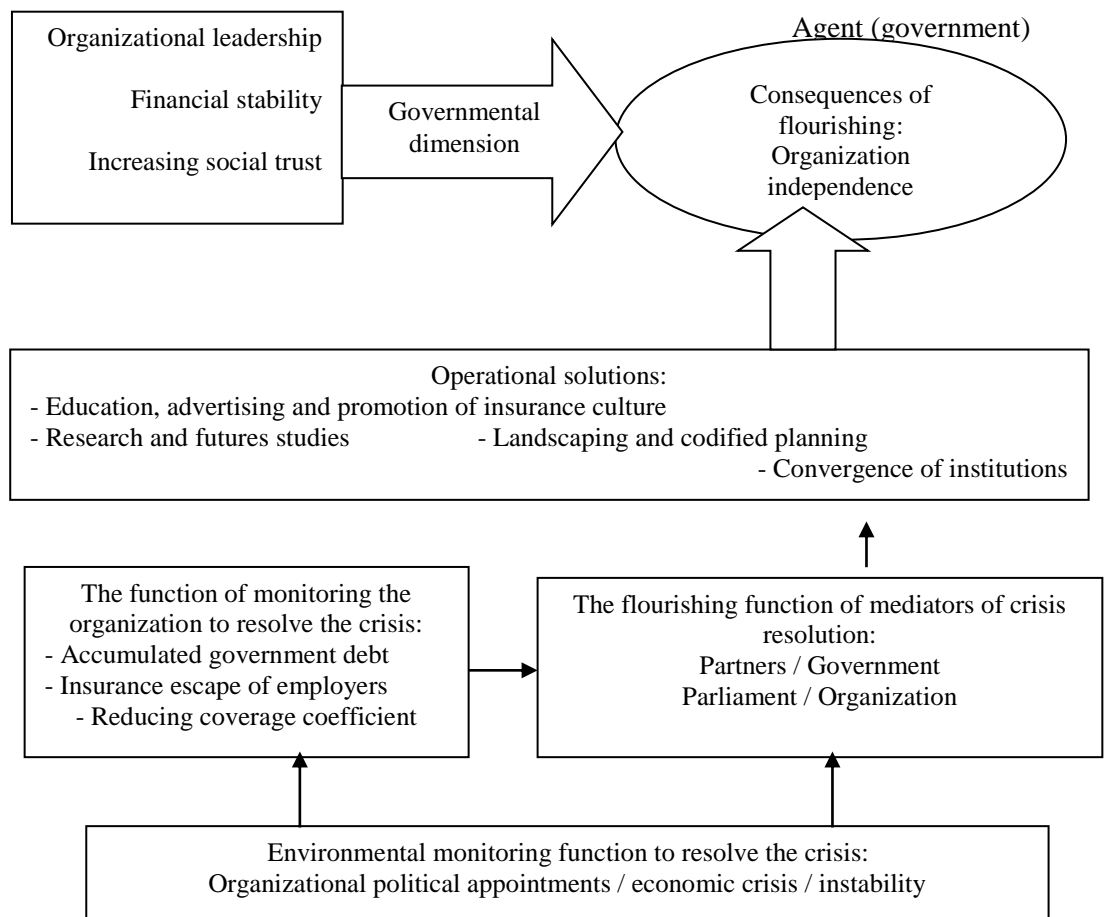 Organizational leadership
Financial stability
Increasing social trust
Governmental
dimension
Agent (government)
Consequences of
flourishing:
Organization
independence
Operational solutions:
- Education, advertising and promotion of insurance culture
- Research and futures studies - Landscaping and codified planning
- Convergence of institutions
The function of monitoring the
organization to resolve the crisis:
- Accumulated government debt
- Insurance escape of employers
- Reducing coverage coefficient
The flourishing function of mediators of crisis
resolution:
Partners / Government
Parliament / Organization
Environmental monitoring function to resolve the crisis:
Organizational political appointments / economic crisis / instability